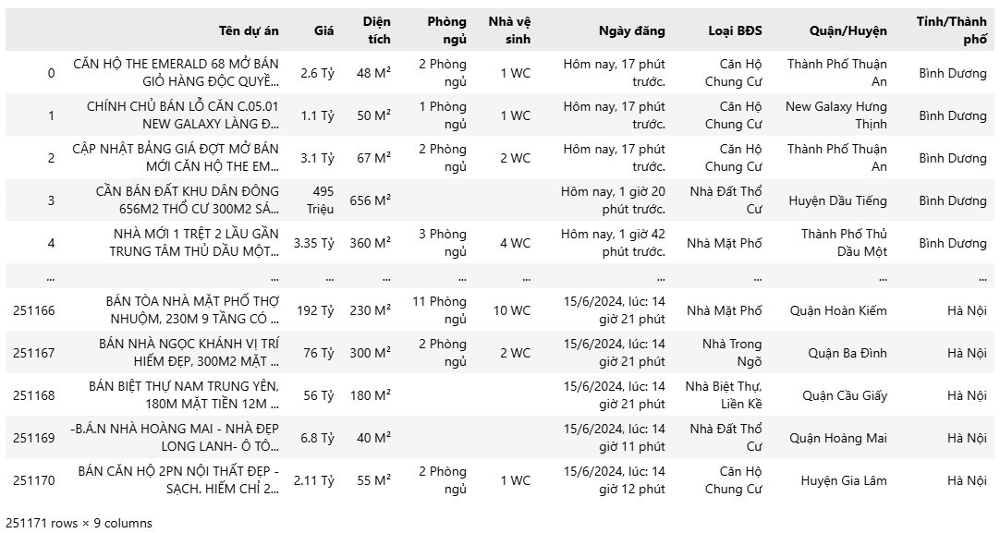 Tên dự án Giá Diện tích Phòng ngủ Nhà vệ sinh Ngày đăng Loại BĐS Quận/Huyện Tỉnh/Thành phố
0 CĂN HỘ THE EMERALD 68 MỞ BÁN GIỎ HÀNG ĐỘC QUYỀ... 2.6 Tỷ 48 M² 2 Phòng ngủ 1 WC Hôm nay, 17 phút trước. Căn Hộ Chung Cư Thành Phố Thuận An Bình Dương
1 CHÍNH CHỦ BÁN LỖ CĂN C.05.01 NEW GALAXY LÀNG Đ... 1.1 Tỷ 50 M² 1 Phòng ngủ 1 WC Hôm nay, 17 phút trước. Căn Hộ Chung Cư New Galaxy Hưng Thịnh Bình Dương
2 CẬP NHẬT BẢNG GIÁ ĐỢT MỞ BÁN MỚI CĂN HỘ THE EM... 3.1 Tỷ 67 M² 2 Phòng ngủ 2 WC Hôm nay, 17 phút trước. Căn Hộ Chung Cư Thành Phố Thuận An Bình Dương
3 CẦN BÁN ĐẤT KHU DÂN ĐÔNG 656M2 THỔ CƯ 300M2 SÁ... 495 Triệu 656 M² Hôm nay, 1 giờ 20 phút trước. Nhà Đất Thổ Cư Huyện Dầu Tiếng Bình Dương
4 NHÀ MỚI 1 TRỆT 2 LẦU GẦN TRUNG TÂM THỦ DẦU MỘT... 3.35 Tỷ 360 M² 3 Phòng ngủ 4 WC Hôm nay, 1 giờ 42 phút trước. Nhà Mặt Phố Thành Phố Thủ Dầu Một Bình Dương
... ... ... ... ... ... ... ... ... ...
251166 BÁN TÒA NHÀ MẶT PHỐ THỢ NHUỘM, 230M 9 TẦNG CÓ ... 192 Tỷ 230 M² 11 Phòng ngủ 10 WC 15/6/2024, lúc: 14 giờ 21 phút Nhà Mặt Phố Quận Hoàn Kiếm Hà Nội
251167 BÁN NHÀ NGỌC KHÁNH VỊ TRÍ HIẾM ĐẸP, 300M2 MẶT ... 76 Tỷ 300 M² 2 Phòng ngủ 2 WC 15/6/2024, lúc: 14 giờ 21 phút Nhà Trong Ngõ Quận Ba Đình Hà Nội
251168 BÁN BIỆT THỰ NAM TRUNG YÊN, 180M MẶT TIỀN 12M ... 56 Tỷ 180 M² 15/6/2024, lúc: 14 giờ 21 phút Nhà Biệt Thự, Liền Kề Quận Cầu Giấy Hà Nội
251169 -B.Á.N NHÀ HOÀNG MAI - NHÀ ĐẸP LONG LANH- Ô TÔ... 6.8 Tỷ 40 M² 15/6/2024, lúc: 14 giờ 11 phút Nhà Đất Thổ Cư Quận Hoàng Mai Hà Nội
251170 BÁN CĂN HỘ 2PN NỘI THẤT ĐẸP - SẠCH. HIẾM CHỈ 2... 2.11 Tỷ 55 M² 2 Phòng ngủ 1 WC 15/6/2024, lúc: 14 giờ 12 phút Căn Hộ Chung Cư Huyện Gia Lâm Hà Nội
251171 rows × 9 columns